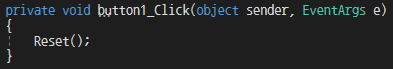 private void button1_Click(object sender, EventArgs e)
{
    Reset();
}